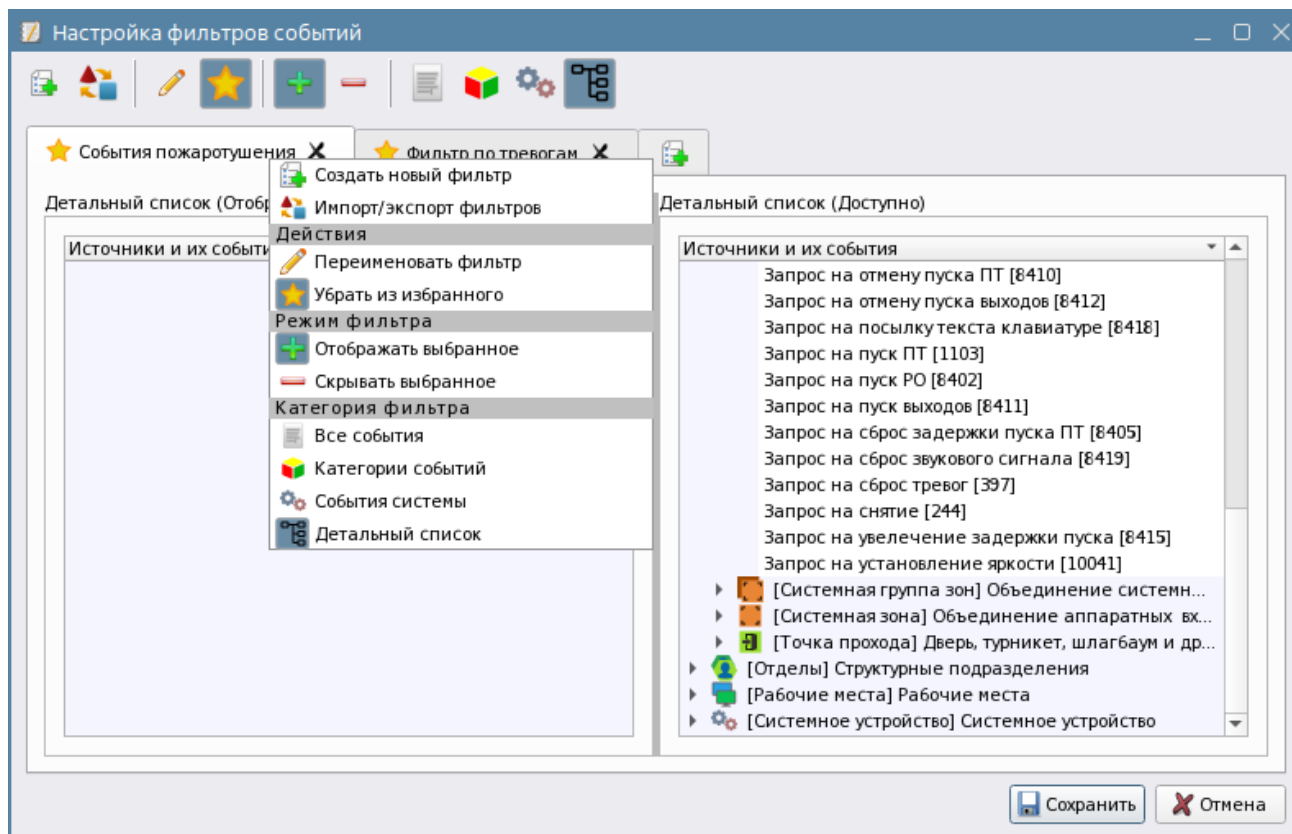 Настройка фильтров событий
События пожаротушения
Фильтр по тревогам
Создать новый фильтр
Импорт/экспорт фильтров
Действия
Переименовать фильтр
Убрать из избранного
Режим фильтра
Отображать выбранное
Скрывать выбранное
Категория фильтра
Все события
Категории событий
События системы
Детальный список
Детальный список (Отобр
Источники и их событи
Детальный список (Доступно)
Источники и их события
Запрос на отмену пуска ПТ [8410]
Запрос на отмену пуска выходов [8412]
Запрос на посылку текста клавиатуре [8418]
Запрос на пуск ПТ [1103]
Запрос на пуск РО [8402]
Запрос на пуск выходов [8411]
Запрос на сброс задержки пуска ПТ [8405]
Запрос на сброс звукового сигнала [8419]
Запрос на сброс тревог [397]
Запрос на снятие [244]
Запрос на увелечение задержки пуска [8415]
Запрос на установление яркости [10041]
[Системная группа зон] Объединение системн...
[Системная зона] Объединение аппаратных вх...
[Точка прохода] Дверь, турникет, шлагбаум и др...
[Отделы] Структурные подразделения
[Рабочие места] Рабочие места
[Системное устройство] Системное устройство
Сохранить
Отмена